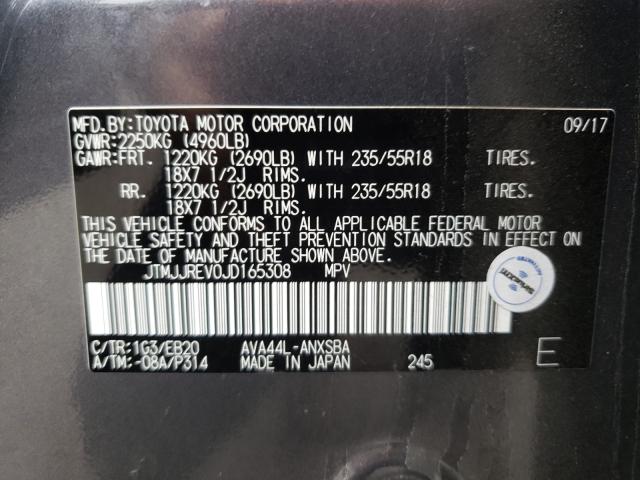 MFD.BY:TOYOTA MOTOR CORPORATION 09/17
GVWR:2250KG (4960LB)
GAWR:FRT. 1220KG (2690LB) WITH 235/55R18 TIRES.
18X7 1/2J RIMS.
RR. 1220KG (2690LB) WITH 235/55R18 TIRES.
18X7 1/2J RIMS.
THIS VEHICLE CONFORMS TO ALL APPLICABLE FEDERAL MOTOR
VEHICLE SAFETY AND THEFT PREVENTION STANDARDS IN EFFECT ON
THE DATE OF MANUFACTURE SHOWN ABOVE.
JTMJJREV0JD165308 MPV
siriusxm
ACTIVATED
C/TR:1G3/EB20 AVA44L-ANXSBA
A/TM:-08A/P314 MADE IN JAPAN 245 E